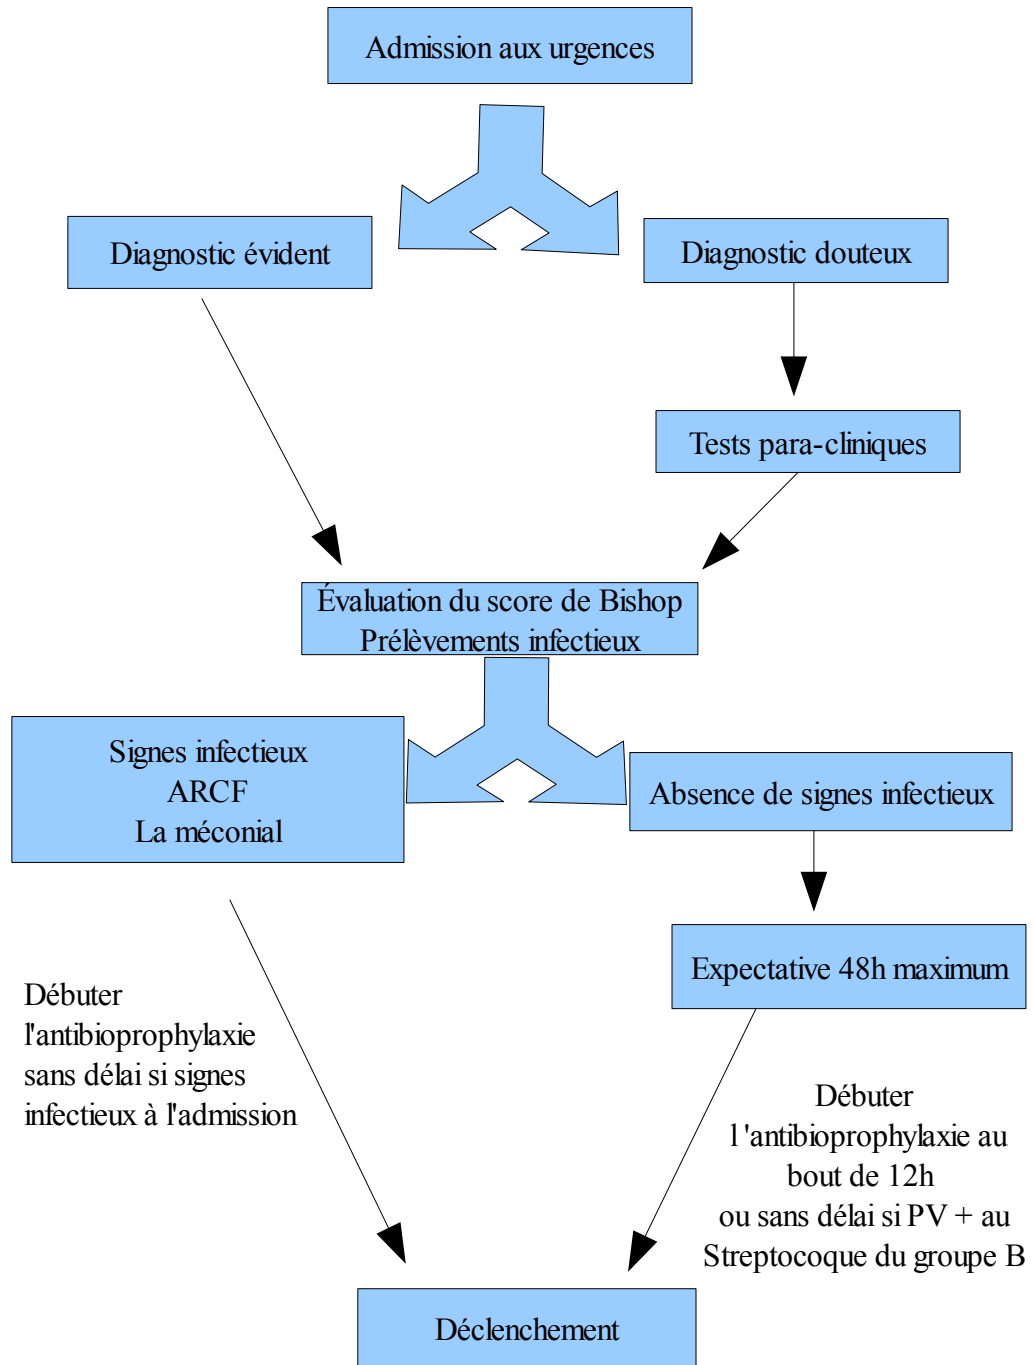 Admission aux urgences
Diagnostic évident
Diagnostic douteux
Tests para-cliniques
Évaluation du score de Bishop
Prélèvements infectieux
Signes infectieux
ARCF
La méconial
Absence de signes infectieux
Expectative 48h maximum
Débuter
l'antibioprophylaxie
sans délai si signes
infectieux à l'admission
Débuter
l'antibioprophylaxie au
bout de 12h
ou sans délai si PV + au
Streptocoque du groupe B
Déclenchement